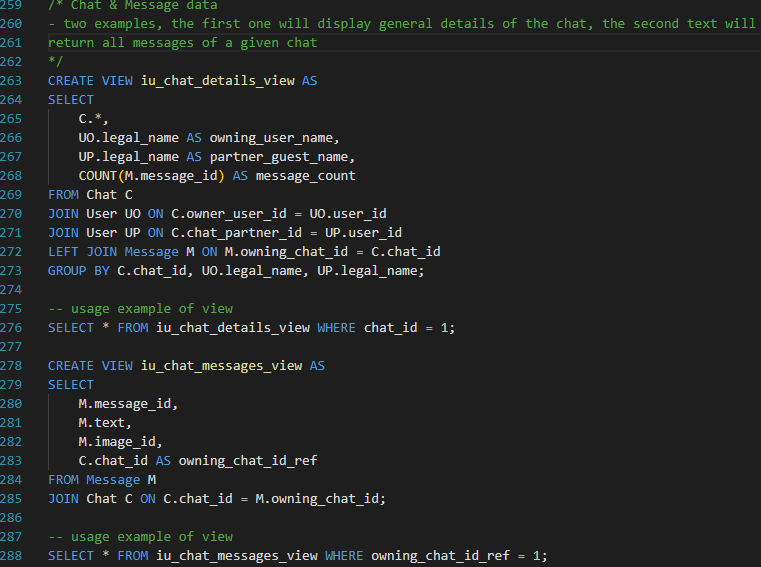 259 /* Chat & Message data
260 - two examples, the first one will display general details of the chat, the second text will
261 return all messages of a given chat
262 */
263 CREATE VIEW iu_chat_details_view AS
264 SELECT
265     C.*,
266     UO.legal_name AS owning_user_name,
267     UP.legal_name AS partner_guest_name,
268     COUNT(M.message_id) AS message_count
269 FROM Chat C
270 JOIN User UO ON C.owner_user_id = UO.user_id
271 JOIN User UP ON C.chat_partner_id = UP.user_id
272 LEFT JOIN Message M ON M.owning_chat_id = C.chat_id
273 GROUP BY C.chat_id, UO.legal_name, UP.legal_name;
274
275 -- usage example of view
276 SELECT * FROM iu_chat_details_view WHERE chat_id = 1;
277
278 CREATE VIEW iu_chat_messages_view AS
279 SELECT
280     M.message_id,
281     M.text,
282     M.image_id,
283     C.chat_id AS owning_chat_id_ref
284 FROM Message M
285 JOIN Chat C ON C.chat_id = M.owning_chat_id;
286
287 -- usage example of view
288 SELECT * FROM iu_chat_messages_view WHERE owning_chat_id_ref = 1;